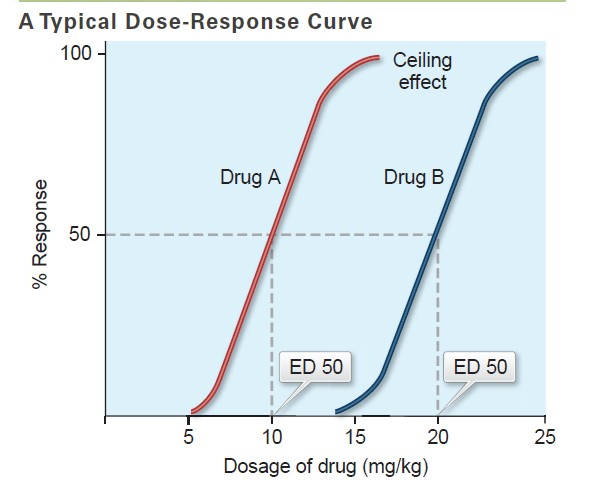 A Typical Dose-Response Curve
100
Ceiling
effect
Drug A
Drug B
50
% Response
ED 50
ED 50
5
10
15
20
25
Dosage of drug (mg/kg)